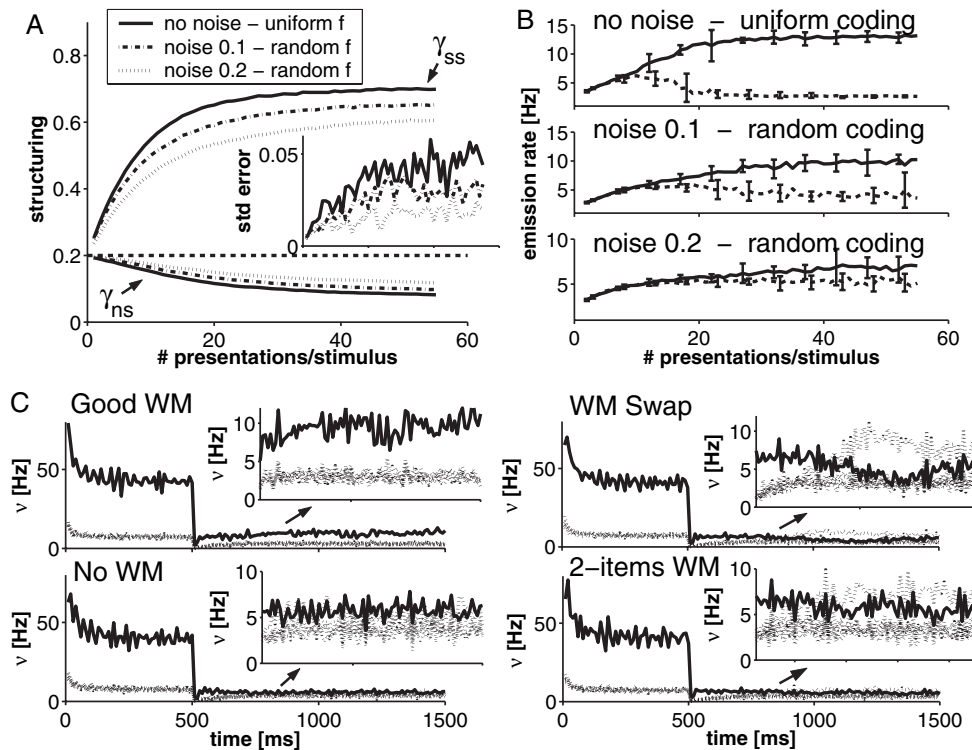 A
0.8
0.6
0.4
0.2
0
structuring
no noise − uniform f
noise 0.1 − random f
noise 0.2 − random f
γss
γns
0.05
0
std error
0
20
40
60
# presentations/stimulus
B
no noise − uniform coding
15
10
5
noise 0.1 − random coding
15
10
5
noise 0.2 − random coding
10
5
0
emission rate [Hz]
0
20
40
60
# presentations/stimulus
C
Good WM
50
0
ν [Hz]
10
5
0
ν [Hz]
WM Swap
50
0
ν [Hz]
10
5
0
ν [Hz]
No WM
50
0
ν [Hz]
10
5
0
ν [Hz]
0
500
1000
1500
time [ms]
2−items WM
50
0
ν [Hz]
10
5
0
ν [Hz]
0
500
1000
1500
time [ms]